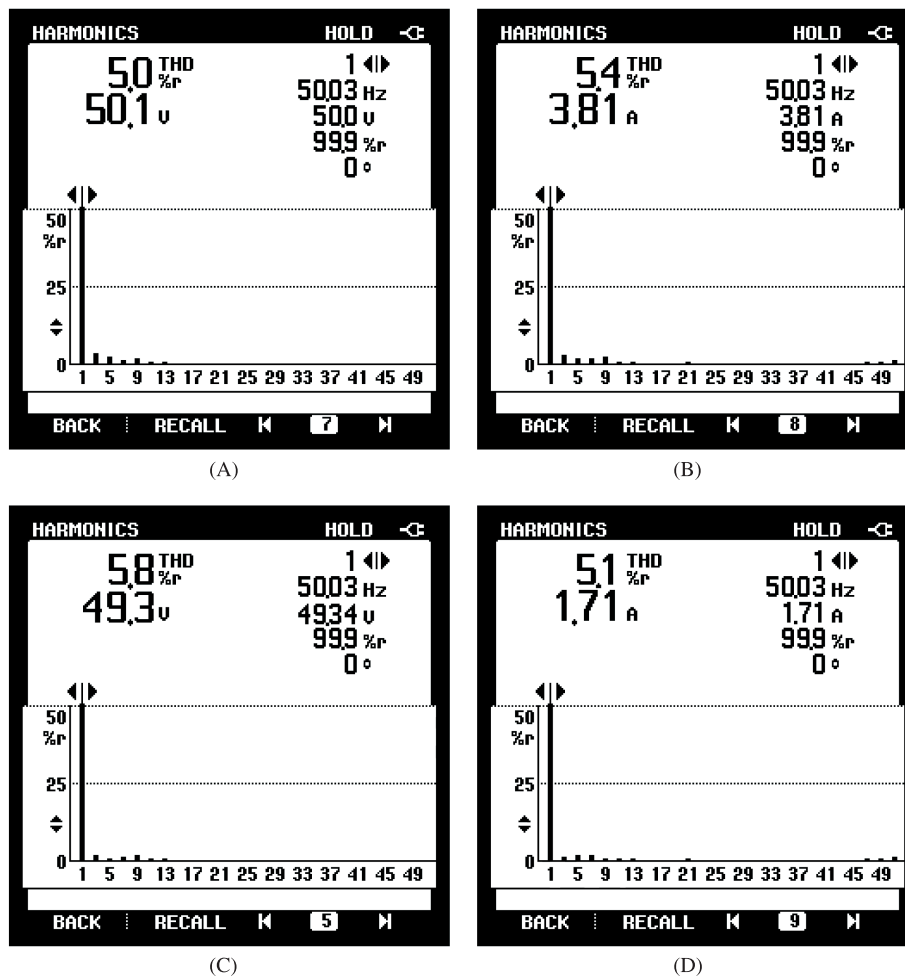 HARMONICS HOLD
5.0 THD %r
50.1 V
1
50.03 Hz
50.0 V
99.9 %r
0 °
50
%r
25
0
1 5 9 13 17 21 25 29 33 37 41 45 49
BACK RECALL 7
(A)
HARMONICS HOLD
5.4 THD %r
3.81 A
1
50.03 Hz
3.81 A
99.9 %r
0 °
50
%r
25
0
1 5 9 13 17 21 25 29 33 37 41 45 49
BACK RECALL 8
(B)
HARMONICS HOLD
5.8 THD %r
49.3 V
1
50.03 Hz
49.34 V
99.9 %r
0 °
50
%r
25
0
1 5 9 13 17 21 25 29 33 37 41 45 49
BACK RECALL 5
(C)
HARMONICS HOLD
5.1 THD %r
1.71 A
1
50.03 Hz
1.71 A
99.9 %r
0 °
50
%r
25
0
1 5 9 13 17 21 25 29 33 37 41 45 49
BACK RECALL 9
(D)